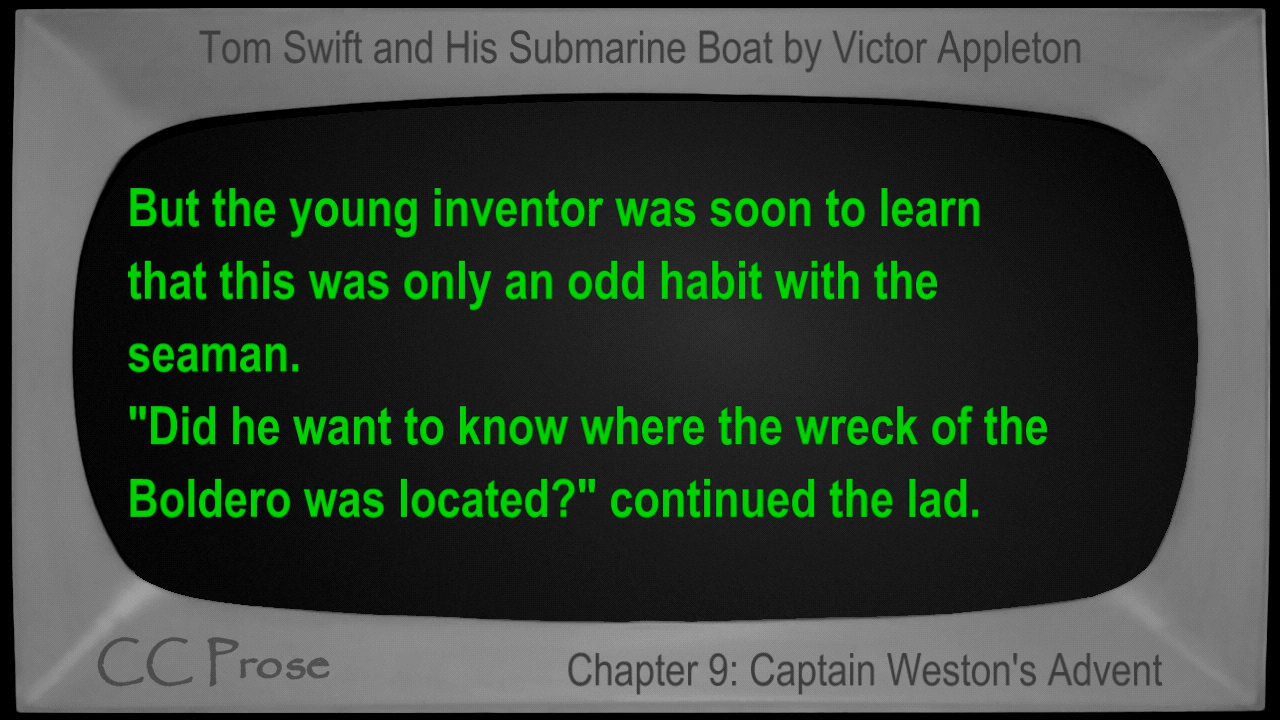 Tom Swift and His Submarine Boat by Victor Appleton
But the young inventor was soon to learn
that this was only an odd habit with the
seaman.
"Did he want to know where the wreck of the
Boldero was located?" continued the lad.
CC Prose
Chapter 9: Captain Weston's Advent